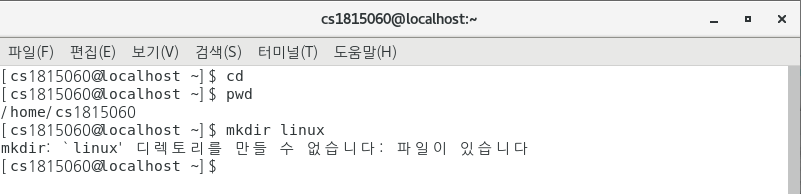 cs1815060@localhost:~
파일(F) 편집(E) 보기(V) 검색(S) 터미널(T) 도움말(H)
[cs1815060@localhost ~]$ cd
[cs1815060@localhost ~]$ pwd
/home/cs1815060
[cs1815060@localhost ~]$ mkdir linux
mkdir: `linux' 디렉토리를 만들 수 없습니다: 파일이 있습니다
[cs1815060@localhost ~]$